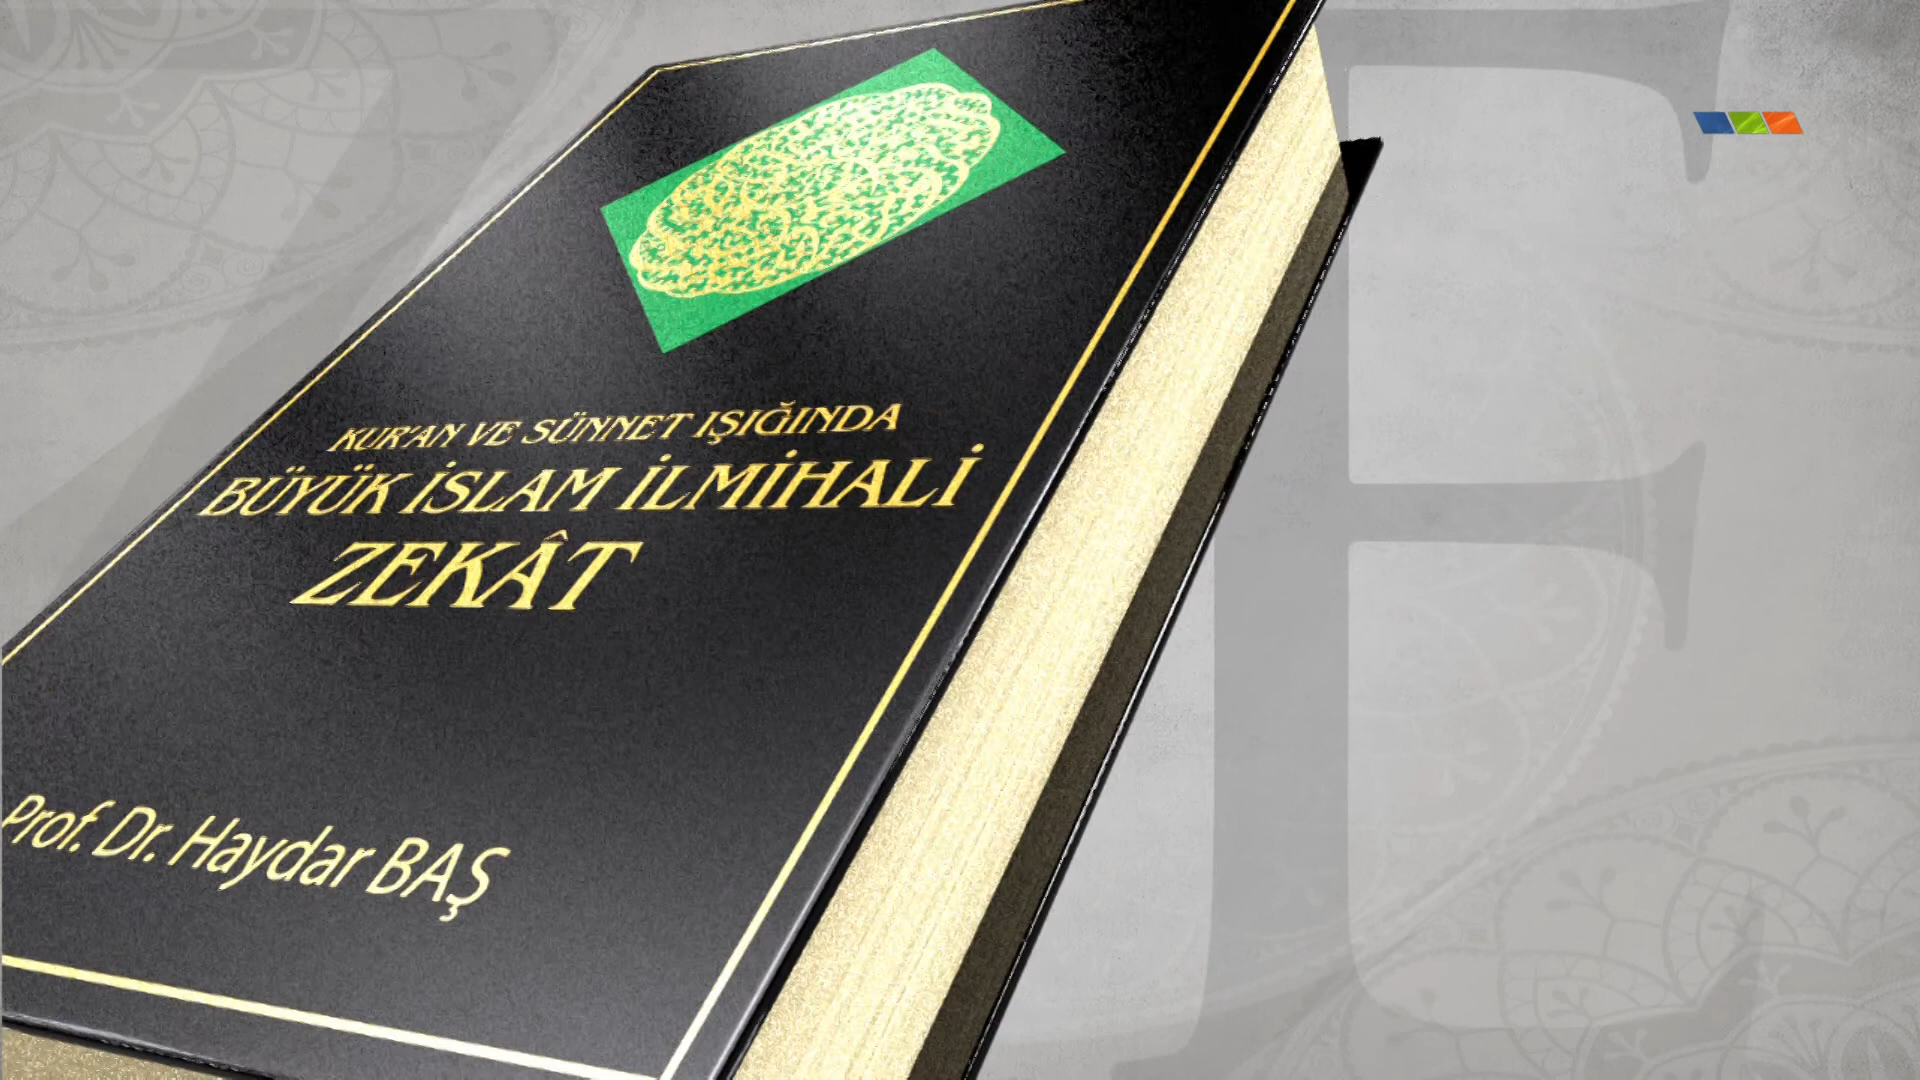 KUR'AN VE SÜNNET IŞIĞINDA
BÜYÜK İSLAM İLMİHALİ
ZEKÂT
Prof. Dr. Haydar BAŞ